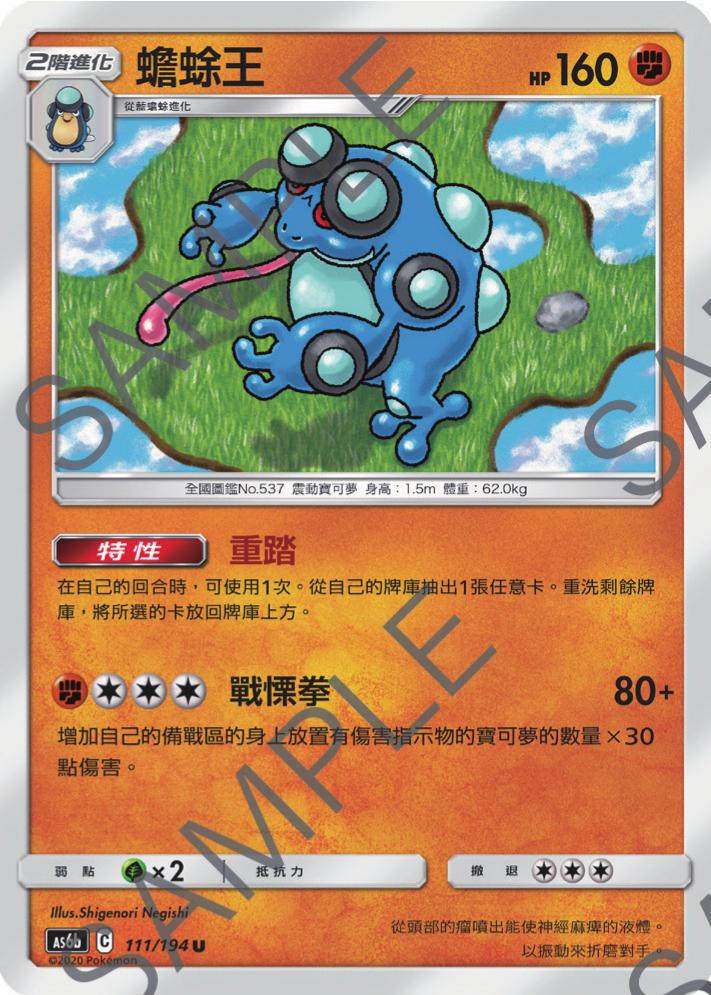 2階進化
蟾蜍王
HP 160
從藍蟾蜍進化
全國圖鑑No.537 震動寶可夢 身高：1.5m 體重：62.0kg
特性 重踏
在自己的回合時，可使用1次。從自己的牌庫抽出1張任意卡。重洗剩餘牌
庫，將所選的卡放回牌庫上方。
戰慄拳 80+
增加自己的備戰區的身上放置有傷害指示物的寶可夢的數量×30
點傷害。
弱點 ×2 抵抗力 撤退
Illus.Shigenori Negishi
AS6b C 111/194 U
©2020 Pokémon
從頭部的瘤噴出能使神經麻痺的液體。
以振動來折磨對手。
SAMPLE
SAMPLE
SA
SA